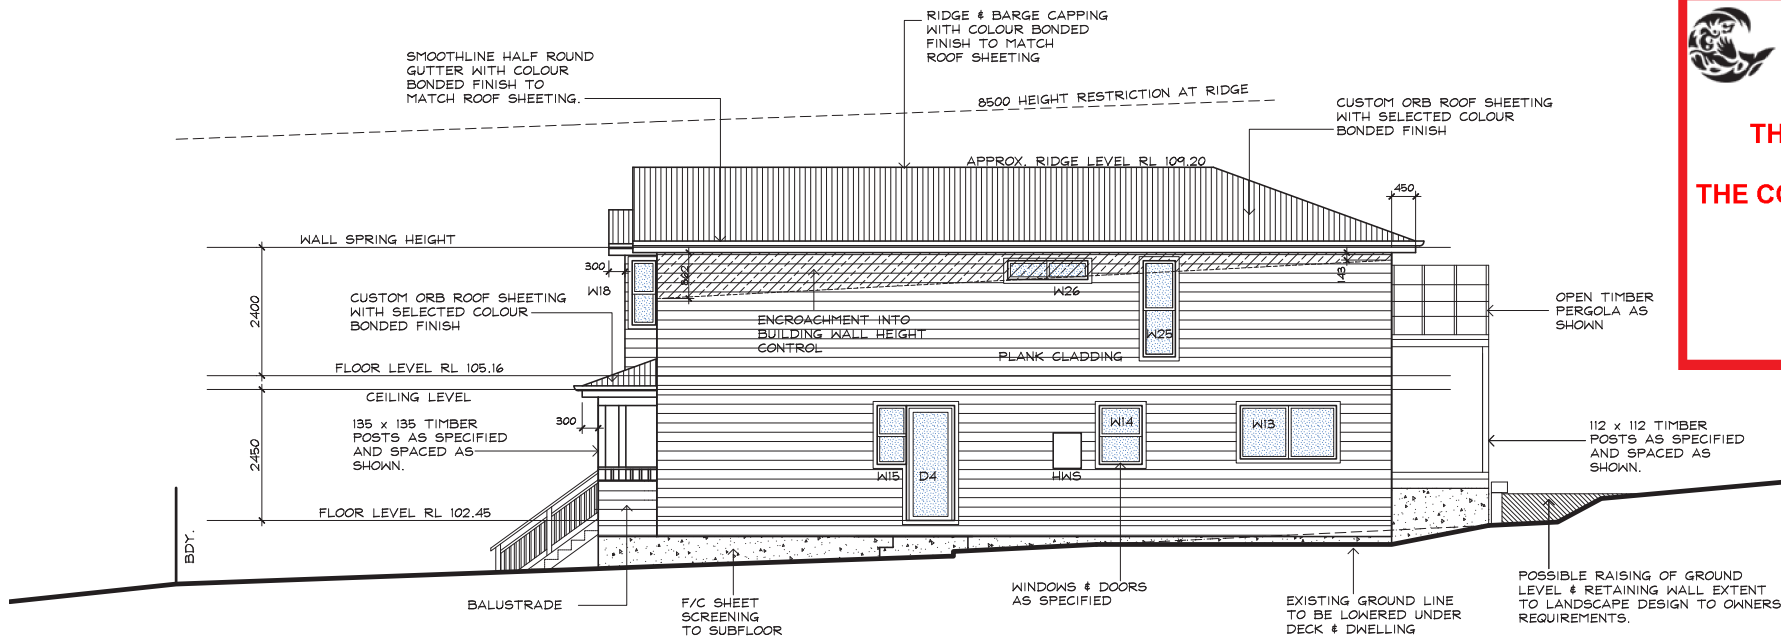 RIDGE & BARGE CAPPING
WITH COLOUR BONDED
FINISH TO MATCH
ROOF SHEETING
SMOOTHLINE HALF ROUND
GUTTER WITH COLOUR
BONDED FINISH TO
MATCH ROOF SHEETING.
8500 HEIGHT RESTRICTION AT RIDGE
CUSTOM ORB ROOF SHEETING
WITH SELECTED COLOUR
BONDED FINISH
TH
THE CO
APPROX. RIDGE LEVEL RL 109.20
450
WALL SPRING HEIGHT
300
862
143
W18
W26
2400
CUSTOM ORB ROOF SHEETING
WITH SELECTED COLOUR
BONDED FINISH
OPEN TIMBER
PERGOLA AS
SHOWN
ENCROACHMENT INTO
BUILDING WALL HEIGHT
CONTROL
W25
PLANK CLADDING
FLOOR LEVEL RL 105.16
CEILING LEVEL
135 x 135 TIMBER
POSTS AS SPECIFIED
AND SPACED AS
SHOWN.
300
W14
W13
112 x 112 TIMBER
POSTS AS SPECIFIED
AND SPACED AS
SHOWN.
2450
W15
D4
HWS
FLOOR LEVEL RL 102.45
BDY.
BALUSTRADE
F/C SHEET
SCREENING
TO SUBFLOOR
WINDOWS & DOORS
AS SPECIFIED
EXISTING GROUND LINE
TO BE LOWERED UNDER
DECK & DWELLING
POSSIBLE RAISING OF GROUND
LEVEL & RETAINING WALL EXTENT
TO LANDSCAPE DESIGN TO OWNERS
REQUIREMENTS.